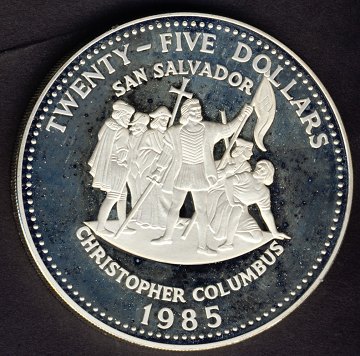 TWENTY-FIVE DOLLARS
SAN SALVADOR
CHRISTOPHER COLUMBUS
1985